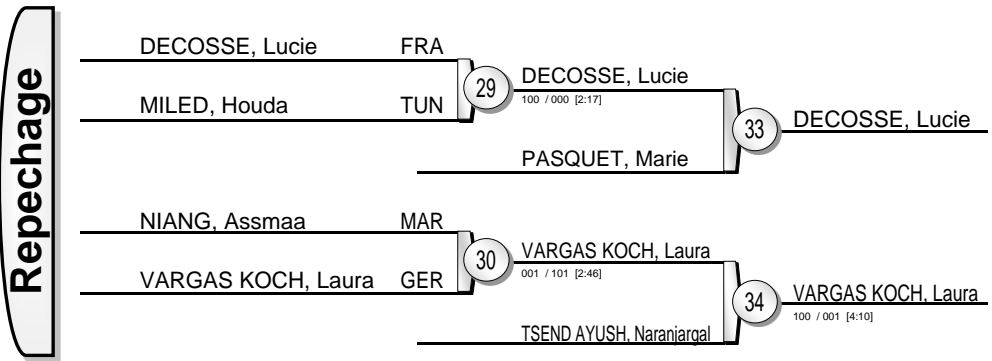 Repechage
DECOSSE, Lucie FRA
MILED, Houda TUN
29
DECOSSE, Lucie
100 / 000 [2:17]
PASQUET, Marie
33
DECOSSE, Lucie
NIANG, Assmaa MAR
VARGAS KOCH, Laura GER
30
VARGAS KOCH, Laura
001 / 101 [2:46]
TSEND AYUSH, Naranjargal
34
VARGAS KOCH, Laura
100 / 001 [4:10]